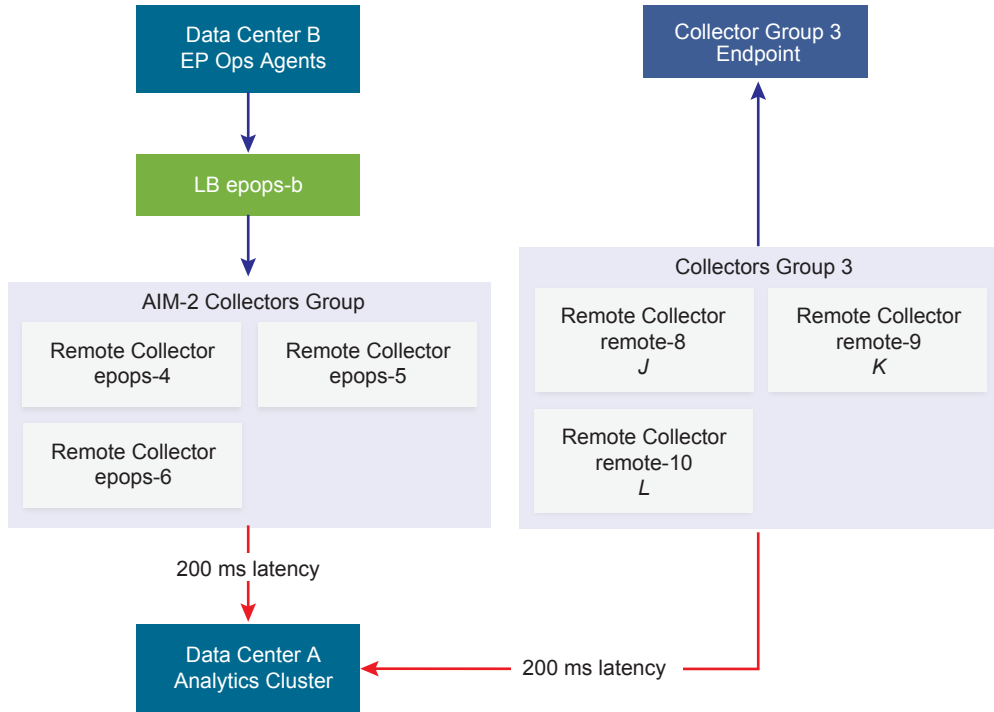 Data Center B
EP Ops Agents
LB epops-b
AIM-2 Collectors Group
Remote Collector
epops-4
Remote Collector
epops-5
Remote Collector
epops-6
200 ms latency
Data Center A
Analytics Cluster
Collector Group 3
Endpoint
Collectors Group 3
Remote Collector
remote-8
J
Remote Collector
remote-9
K
Remote Collector
remote-10
L
200 ms latency